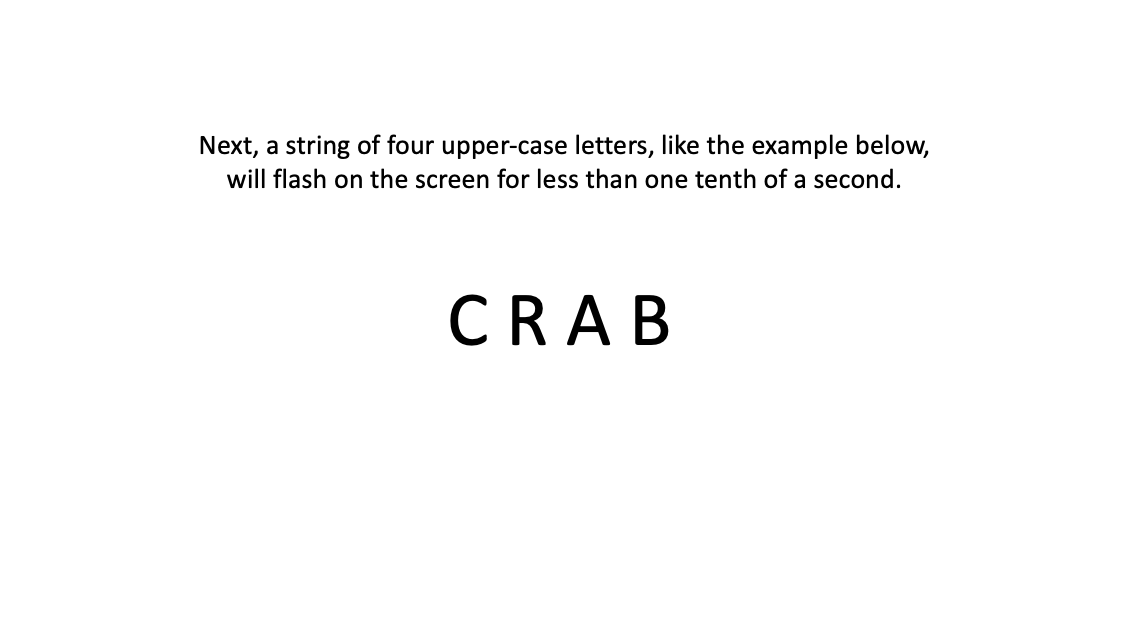 Next, a string of four upper-case letters, like the example below,
will flash on the screen for less than one tenth of a second.
C R A B